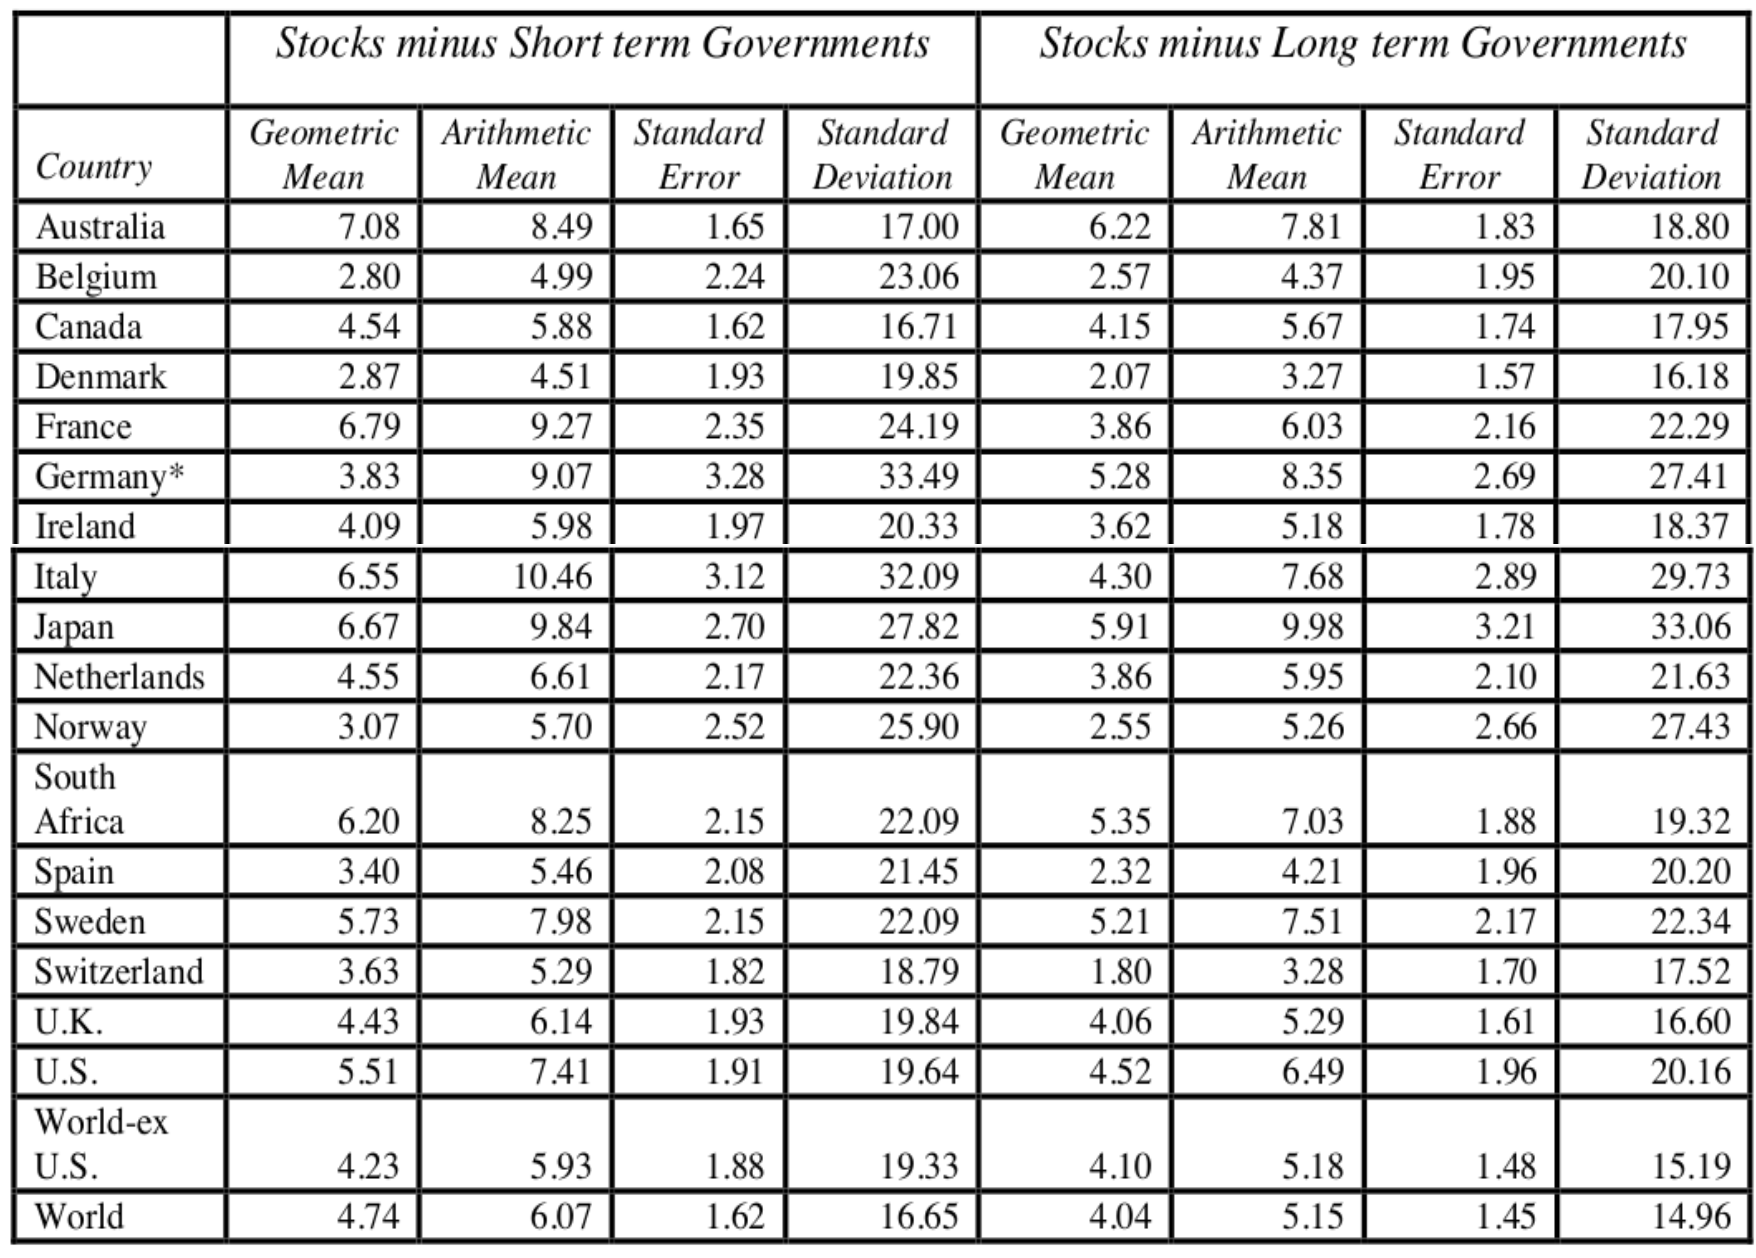 Stocks minus Short term Governments Stocks minus Long term Governments
Country Geometric Mean Arithmetic Mean Standard Error Standard Deviation Geometric Mean Arithmetic Mean Standard Error Standard Deviation
Australia 7.08 8.49 1.65 17.00 6.22 7.81 1.83 18.80
Belgium 2.80 4.99 2.24 23.06 2.57 4.37 1.95 20.10
Canada 4.54 5.88 1.62 16.71 4.15 5.67 1.74 17.95
Denmark 2.87 4.51 1.93 19.85 2.07 3.27 1.57 16.18
France 6.79 9.27 2.35 24.19 3.86 6.03 2.16 22.29
Germany* 3.83 9.07 3.28 33.49 5.28 8.35 2.69 27.41
Ireland 4.09 5.98 1.97 20.33 3.62 5.18 1.78 18.37
Italy 6.55 10.46 3.12 32.09 4.30 7.68 2.89 29.73
Japan 6.67 9.84 2.70 27.82 5.91 9.98 3.21 33.06
Netherlands 4.55 6.61 2.17 22.36 3.86 5.95 2.10 21.63
Norway 3.07 5.70 2.52 25.90 2.55 5.26 2.66 27.43
South
Africa 6.20 8.25 2.15 22.09 5.35 7.03 1.88 19.32
Spain 3.40 5.46 2.08 21.45 2.32 4.21 1.96 20.20
Sweden 5.73 7.98 2.15 22.09 5.21 7.51 2.17 22.34
Switzerland 3.63 5.29 1.82 18.79 1.80 3.28 1.70 17.52
U.K. 4.43 6.14 1.93 19.84 4.06 5.29 1.61 16.60
U.S. 5.51 7.41 1.91 19.64 4.52 6.49 1.96 20.16
World-ex
U.S. 4.23 5.93 1.88 19.33 4.10 5.18 1.48 15.19
World 4.74 6.07 1.62 16.65 4.04 5.15 1.45 14.96